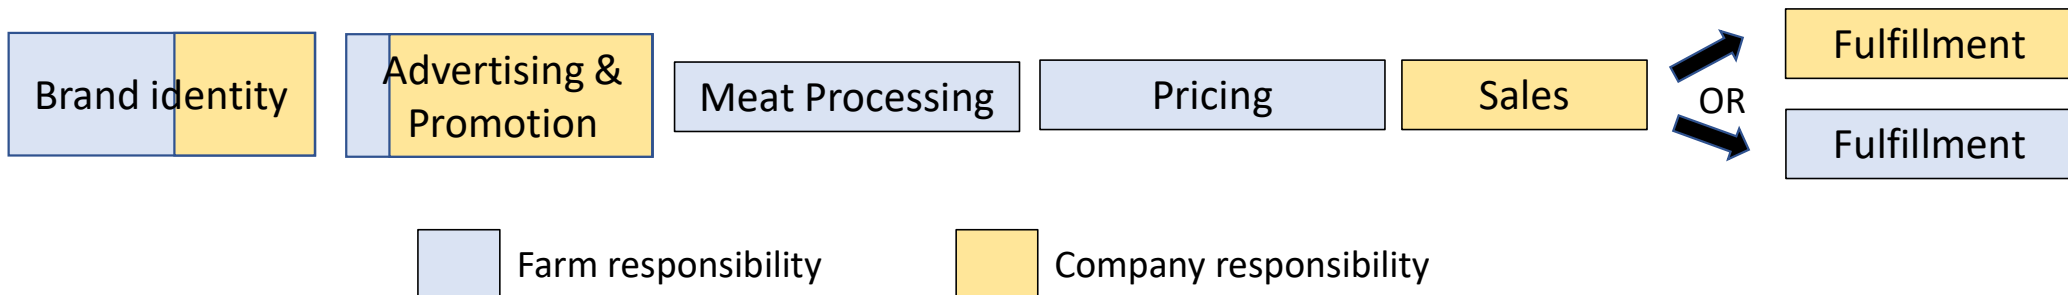 Brand identity
Advertising &
Promotion
Meat Processing
Pricing
Sales
OR
Fulfillment
Fulfillment
Farm responsibility
Company responsibility